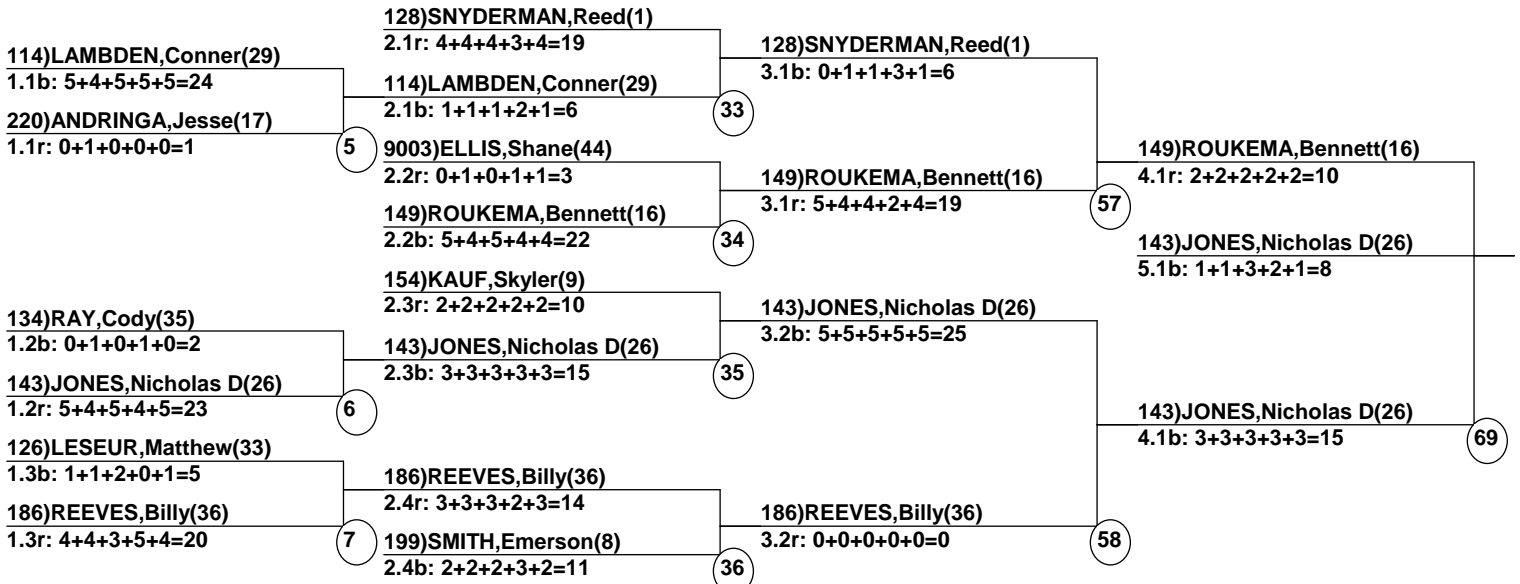 114)LAMBDEN,Conner(29)
1.1b: 5+4+5+5+5=24
220)ANDRINGA,Jesse(17)
1.1r: 0+1+0+0+0=1
5
134)RAY,Cody(35)
1.2b: 0+1+0+1+0=2
143)JONES,Nicholas D(26)
1.2r: 5+4+5+4+5=23
6
126)LESEUR,Matthew(33)
1.3b: 1+1+2+0+1=5
186)REEVES,Billy(36)
1.3r: 4+4+3+5+4=20
7
128)SNYDERMAN,Reed(1)
2.1r: 4+4+4+3+4=19
114)LAMBDEN,Conner(29)
2.1b: 1+1+1+2+1=6
33
9003)ELLIS,Shane(44)
2.2r: 0+1+0+1+1=3
149)ROUKEMA,Bennett(16)
2.2b: 5+4+5+4+4=22
34
154)KAUF,Skyler(9)
2.3r: 2+2+2+2+2=10
143)JONES,Nicholas D(26)
2.3b: 3+3+3+3+3=15
35
186)REEVES,Billy(36)
2.4r: 3+3+3+2+3=14
199)SMITH,Emerson(8)
2.4b: 2+2+2+3+2=11
36
128)SNYDERMAN,Reed(1)
3.1b: 0+1+1+3+1=6
149)ROUKEMA,Bennett(16)
3.1r: 5+4+4+2+4=19
57
143)JONES,Nicholas D(26)
3.2b: 5+5+5+5+5=25
186)REEVES,Billy(36)
3.2r: 0+0+0+0+0=0
58
149)ROUKEMA,Bennett(16)
4.1r: 2+2+2+2+2=10
143)JONES,Nicholas D(26)
5.1b: 1+1+3+2+1=8
143)JONES,Nicholas D(26)
4.1b: 3+3+3+3+3=15
69